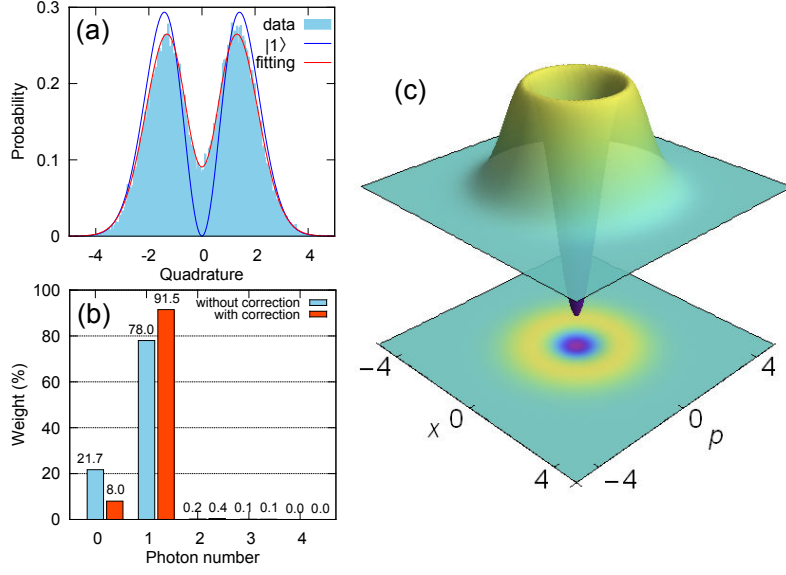 (a)
data
|1⟩
fitting
0.3
0.2
0.1
0
Probability
-4 -2 0 2 4
Quadrature
(b)
without correction
with correction
100
80
60
40
20
0
Weight (%)
21.7 8.0 78.0 91.5 0.2 0.4 0.1 0.1 0.0 0.0
0 1 2 3 4
Photon number
(c)
−4 0 4
x
−4 0 4
p